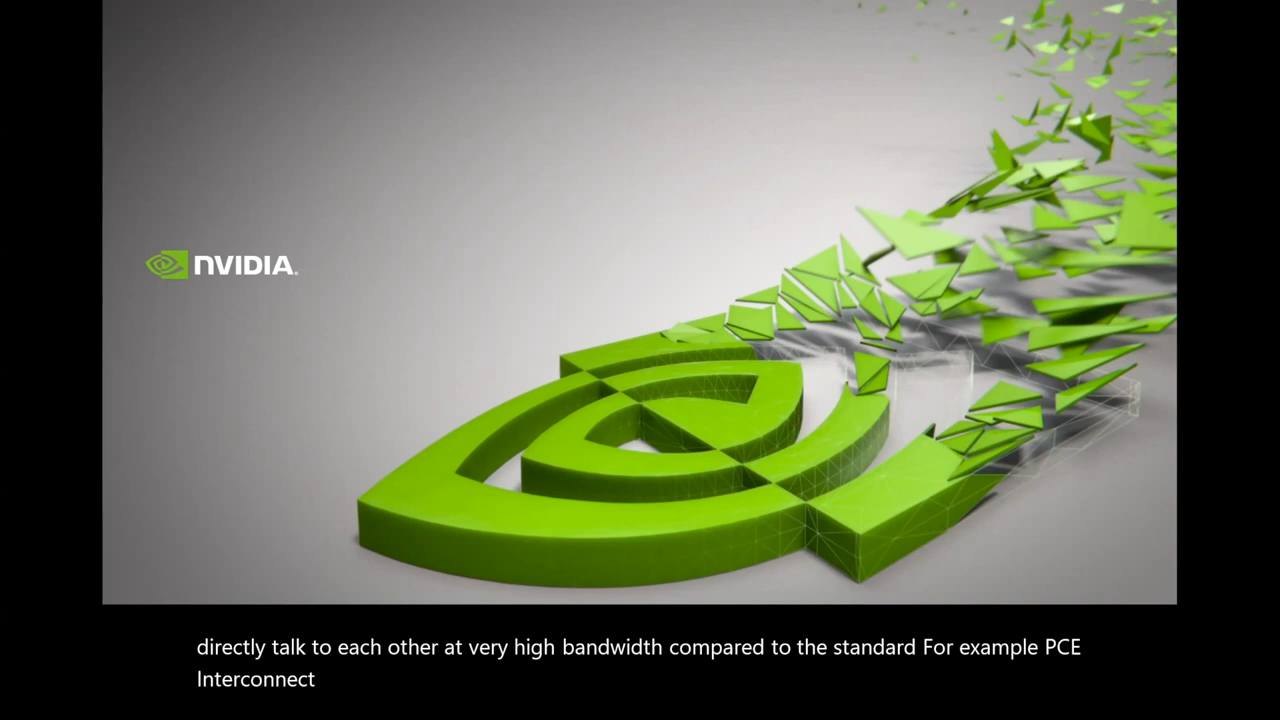 NVIDIA.
directly talk to each other at very high bandwidth compared to the standard For example PCE
Interconnect